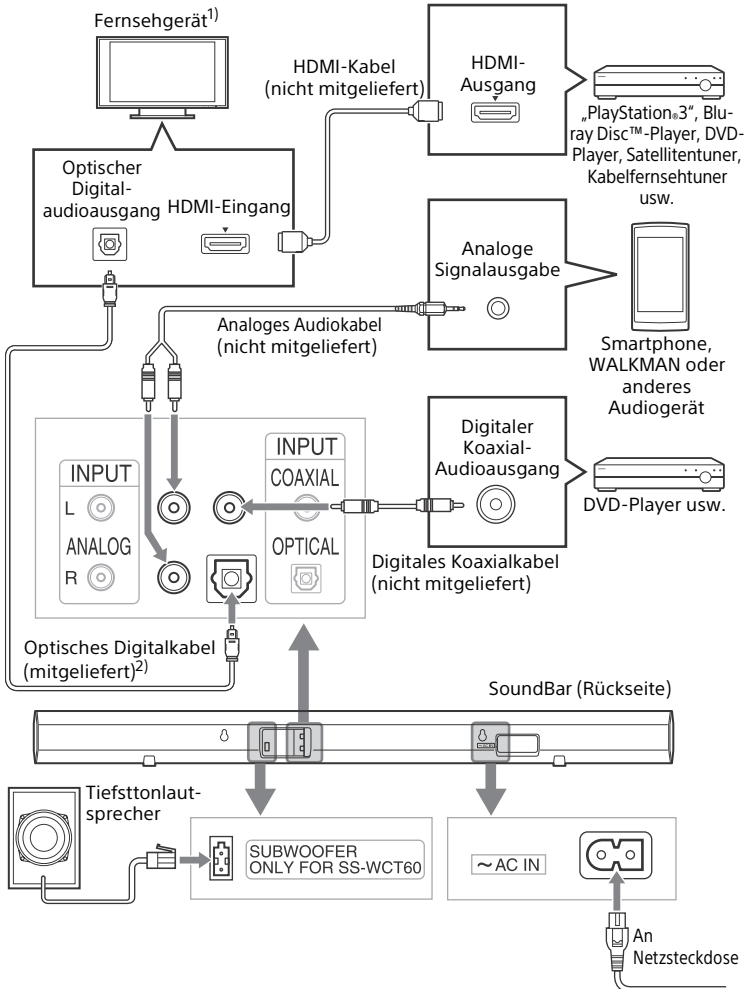 Fernsehgerät1)
HDMI-Kabel
(nicht mitgeliefert)
HDMI-
Ausgang
„PlayStation®3“, Blu-
ray Disc™-Player, DVD-
Player, Satellitentuner,
Kabelfernsehtuner
usw.
Optischer
Digital-
audioausgang
HDMI-Eingang
Analoge
Signalausgabe
Analoges Audiokabel
(nicht mitgeliefert)
Smartphone,
WALKMAN oder
anderes
Audiogerät
Digitaler
Koaxial-
Audioausgang
DVD-Player usw.
INPUT
L
ANALOG
R
INPUT
COAXIAL
OPTICAL
Digitales Koaxialkabel
(nicht mitgeliefert)
Optisches Digitalkabel
(mitgeliefert)2)
SoundBar (Rückseite)
Tiefsttonlaut-
sprecher
SUBWOOFER
ONLY FOR SS-WCT60
~ AC IN
An
Netzsteckdose